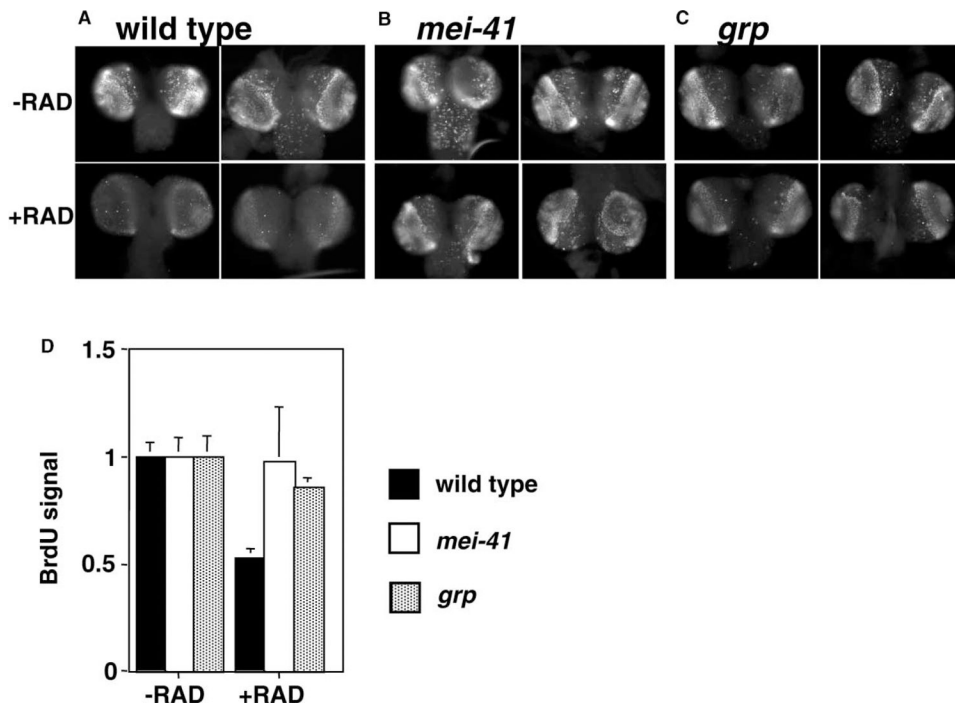 A
wild type
B
mei-41
C
grp
-RAD
+RAD
D
1.5
1
0.5
0
BrdU signal
-RAD
+RAD
wild type
mei-41
grp